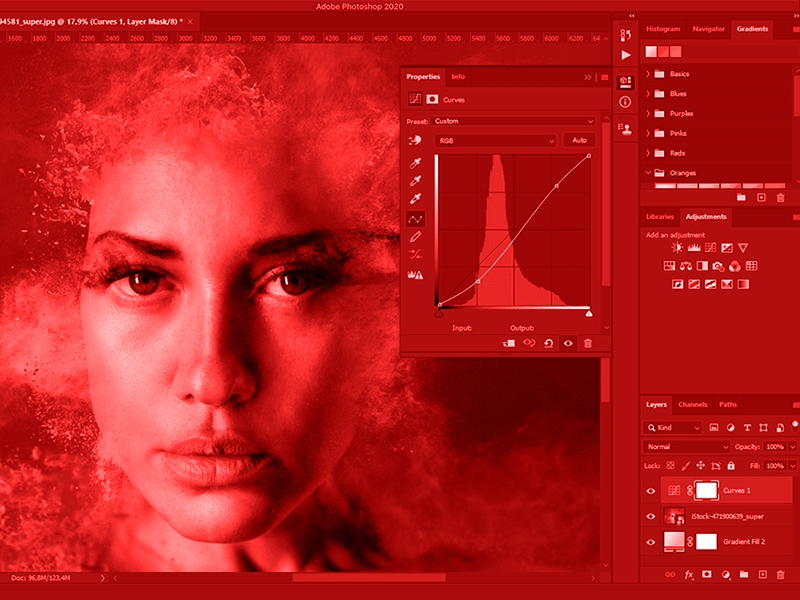 Adobe Photoshop 2020
94581_super.jpg @ 17,9% (Curves 1, Layer Mask/8) * ×
1600 1800 2000 2200 2400 2600 2800 3000 3200 3400 3600 3800 4000 4200 4400 4600 4800 5000 5200 5400 5600 5800 6000 6200 64
Histogram Navigator Gradients
Basics
Blues
Purples
Pinks
Reds
Oranges
Properties Info
Curves
Preset: Custom
RGB Auto
Input: Output:
Libraries Adjustments
Add an adjustment
Layers Channels Paths
Kind
Normal Opacity: 100%
Lock: Fill: 100%
Curves 1
iStock-471900639_super
Gradient Fill 2
fx
Doc: 96,8M/123,4M